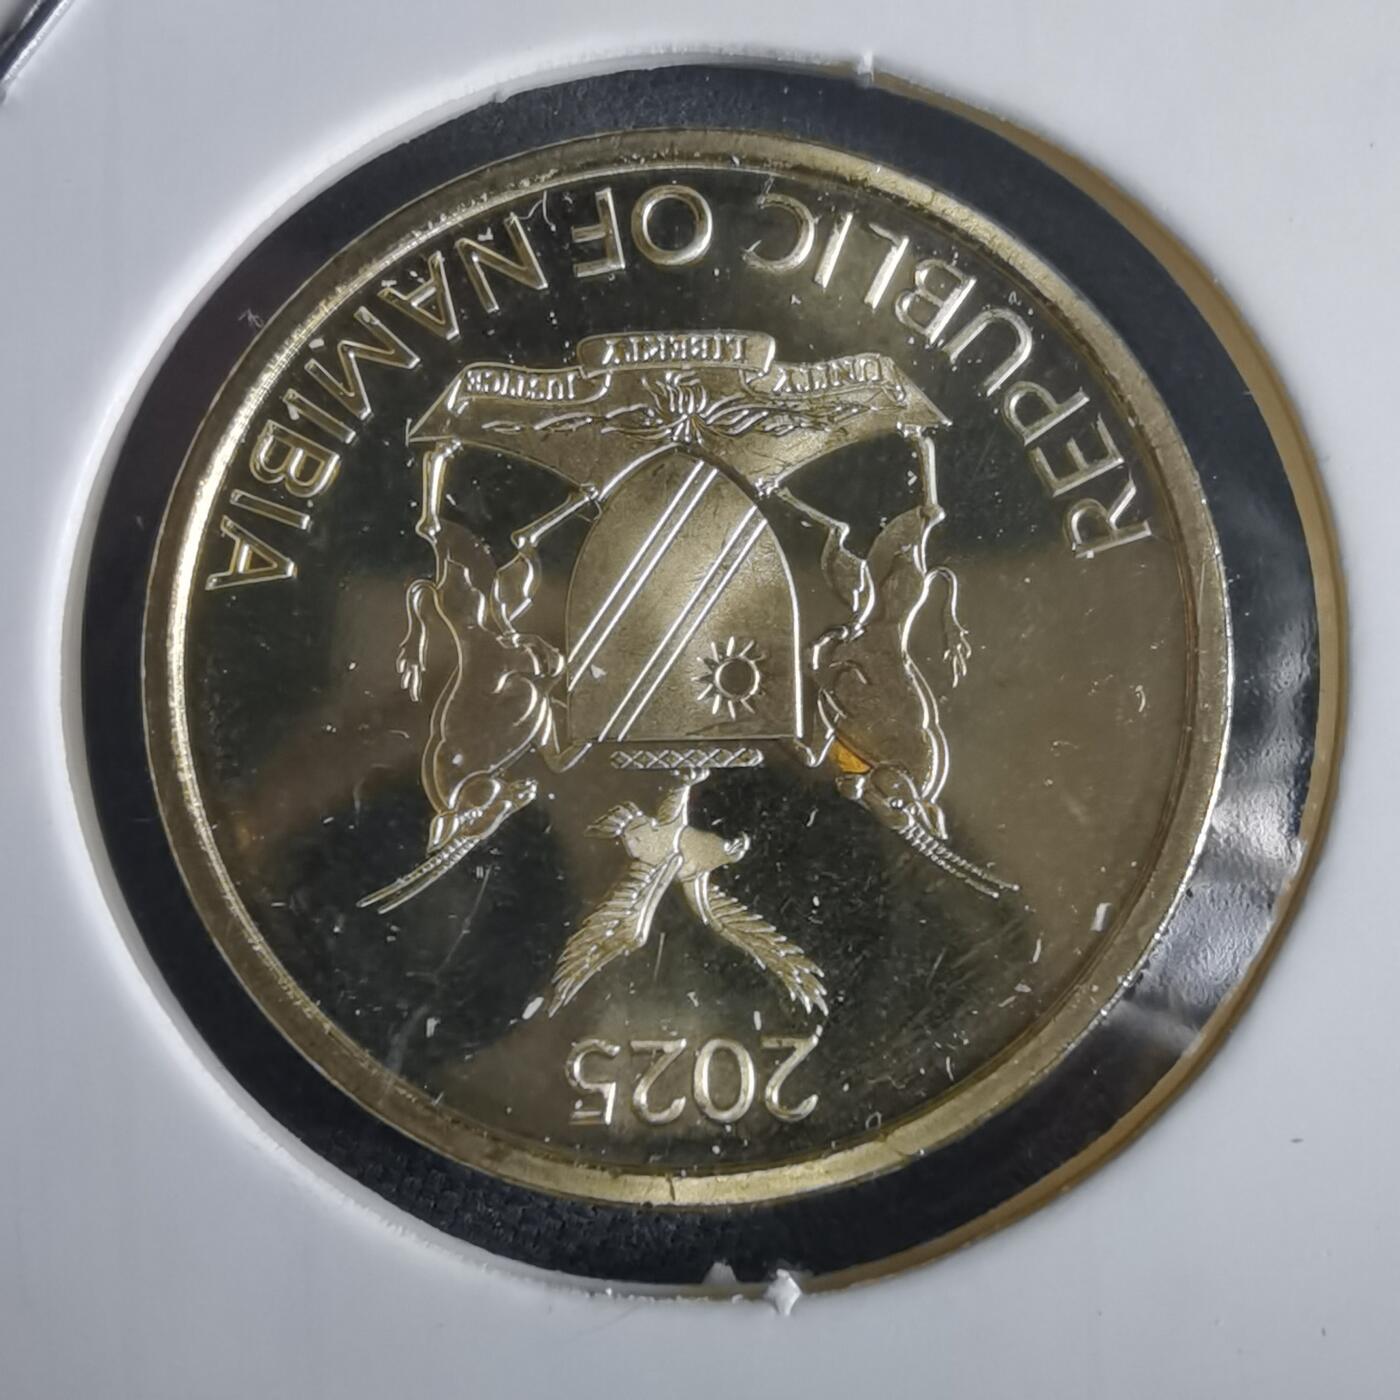 2025
UNITY LIBERTY JUSTICE
REPUBLIC OF NAMIBIA